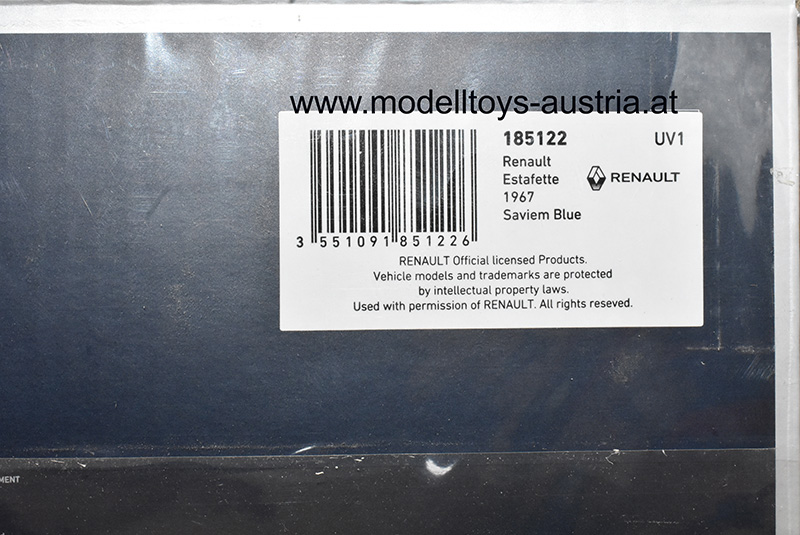 www.modelltoys-austria.at
185122 UV1
Renault
Estafette
1967
Saviem Blue
RENAULT
3 551091 851226
RENAULT Official licensed Products.
Vehicle models and trademarks are protected
by intellectual property laws.
Used with permission of RENAULT. All rights reseved.
MENT